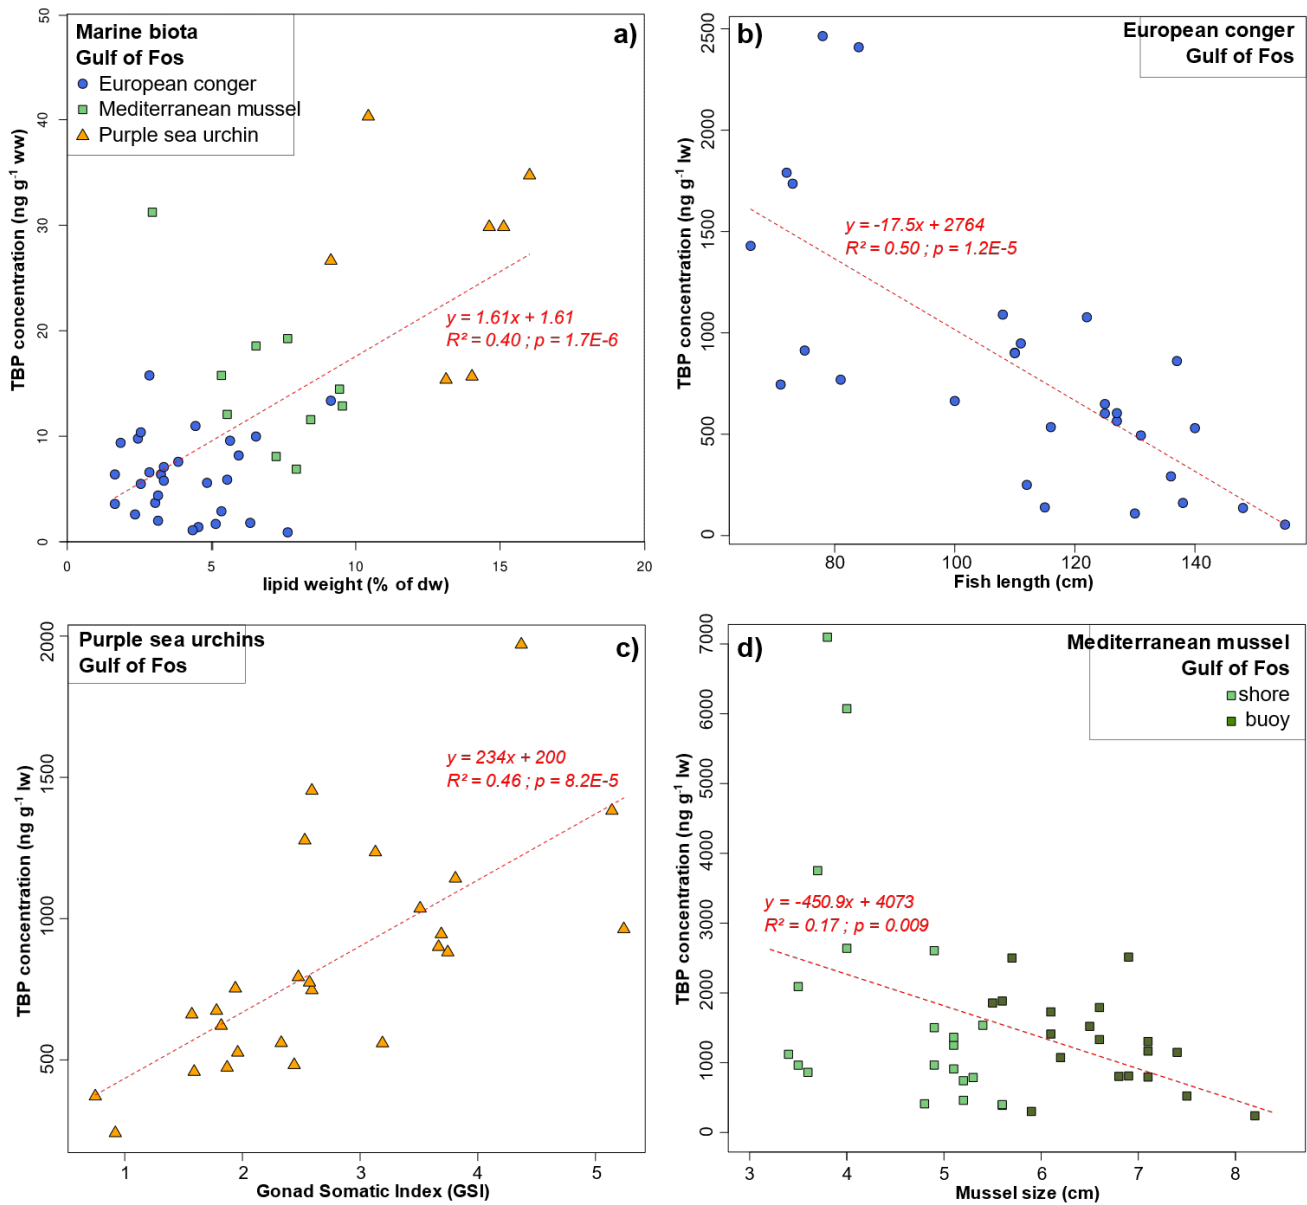 a)
Marine biota
Gulf of Fos
European conger
Mediterranean mussel
Purple sea urchin
y = 1.61x + 1.61
R² = 0.40 ; p = 1.7E-6
TBP concentration (ng g⁻¹ ww)
0
10
20
30
40
50
0
5
10
15
20
lipid weight (% of dw)
b)
European conger
Gulf of Fos
y = -17.5x + 2764
R² = 0.50 ; p = 1.2E-5
TBP concentration (ng g⁻¹ lw)
0
500
1000
1500
2000
2500
80
100
120
140
Fish length (cm)
c)
Purple sea urchins
Gulf of Fos
y = 234x + 200
R² = 0.46 ; p = 8.2E-5
TBP concentration (ng g⁻¹ lw)
500
1000
1500
2000
1
2
3
4
5
Gonad Somatic Index (GSI)
d)
Mediterranean mussel
Gulf of Fos
shore
buoy
y = -450.9x + 4073
R² = 0.17 ; p = 0.009
TBP concentration (ng g⁻¹ lw)
0
1000
2000
3000
4000
5000
6000
7000
3
4
5
6
7
8
Mussel size (cm)